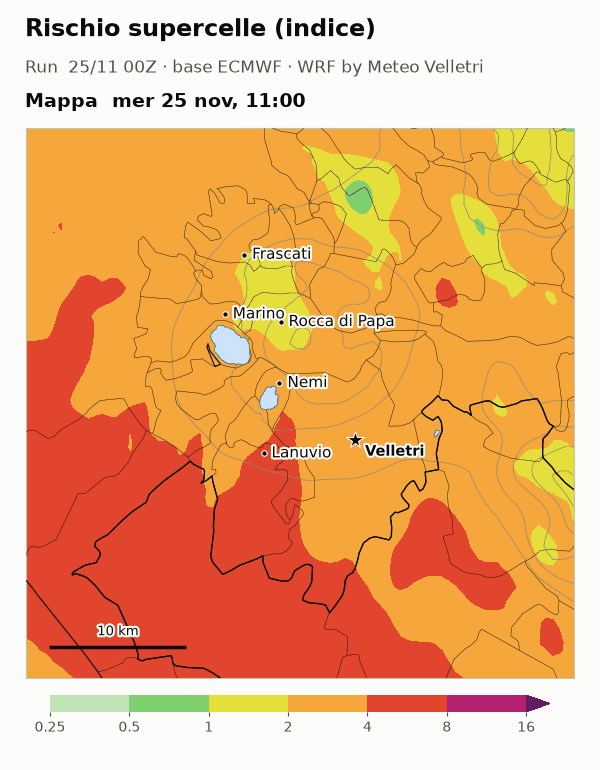 Rischio supercelle (indice)
Run 25/11 00Z · base ECMWF · WRF by Meteo Velletri
Mappa mer 25 nov, 11:00
Frascati
Marino
Rocca di Papa
Nemi
Velletri
Lanuvio
10 km
0.25 0.5 1 2 4 8 16